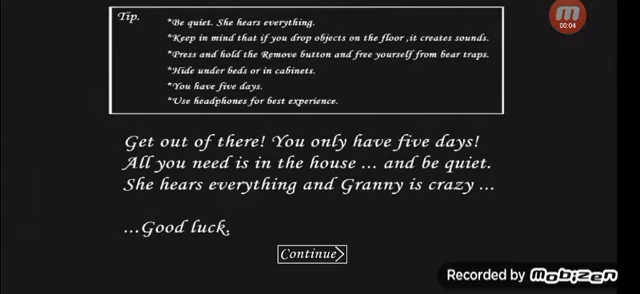 Tip.
*Be quiet. She hears everything.
*Keep in mind that if you drop objects on the floor ,it creates sounds.
*Press and hold the Remove button and free yourself from bear traps.
*Hide under beds or in cabinets.
*You have five days.
*Use headphones for best experience.
00:04
Get out of there! You only have five days!
All you need is in the house ... and be quiet.
She hears everything and Granny is crazy ...
...Good luck.
Continue
Recorded by Mobizen